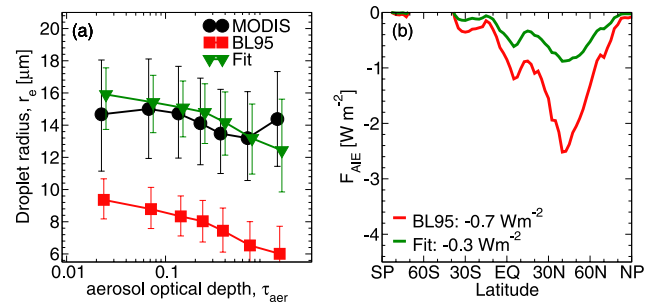 (a)
MODIS
BL95
Fit
18
16
14
12
10
8
6
Droplet radius, r_e [µm]
0.01
0.1
1
aerosol optical depth, τ_aer
(b)
0
-1
-2
-3
-4
F_AIE [W m⁻²]
BL95: -0.7 Wm⁻²
Fit: -0.3 Wm⁻²
SP 60S 30S EQ 30N 60N NP
Latitude